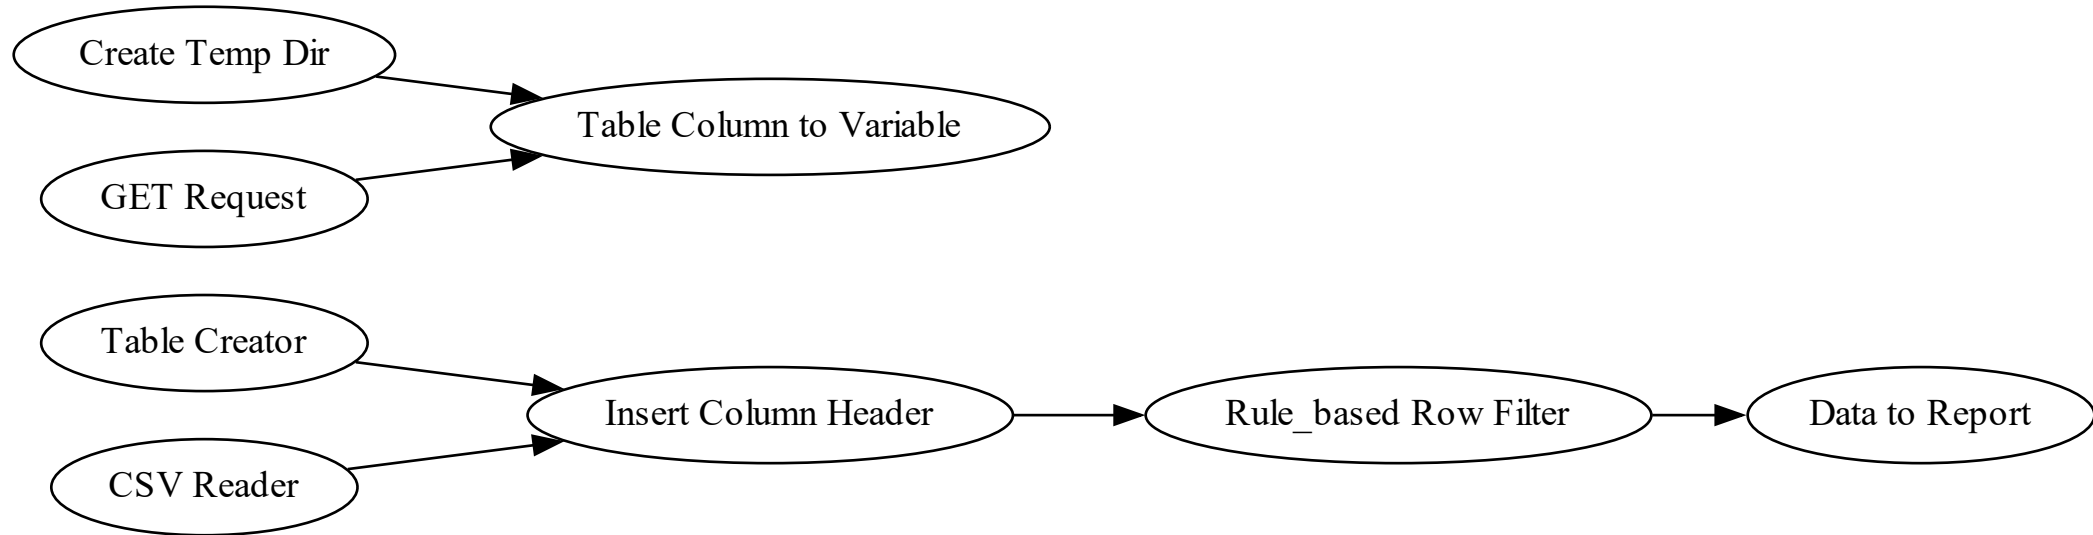 Create Temp Dir
Table Column to Variable
GET Request
Table Creator
Insert Column Header
Rule_based Row Filter
Data to Report
CSV Reader